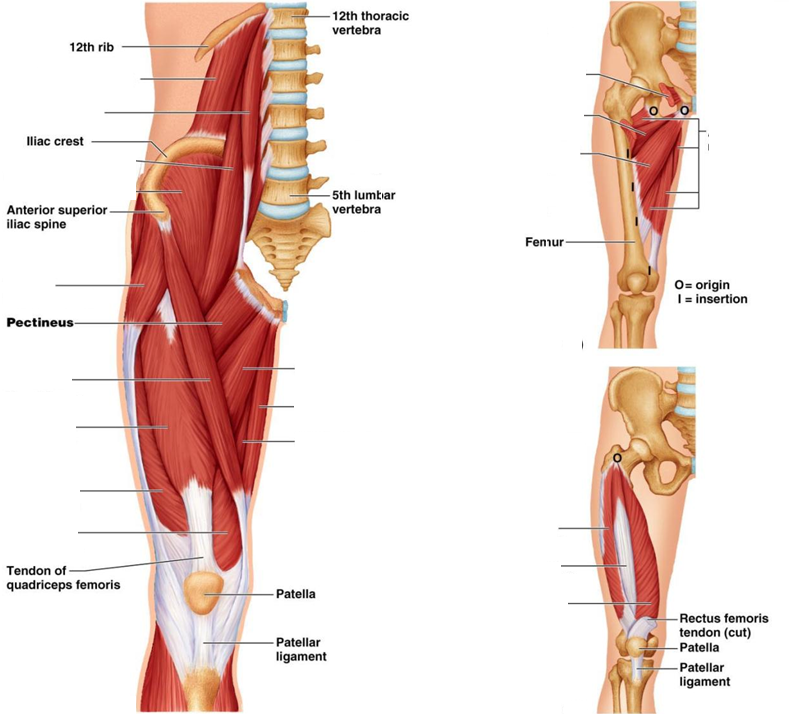 12th thoracic
vertebra
12th rib
Iliac crest
5th lumbar
vertebra
Anterior superior
iliac spine
Pectineus
Tendon of
quadriceps femoris
Patella
Patellar
ligament
O
O
I
I
I
I
Femur
O= origin
I = insertion
O
Rectus femoris
tendon (cut)
Patella
Patellar
ligament